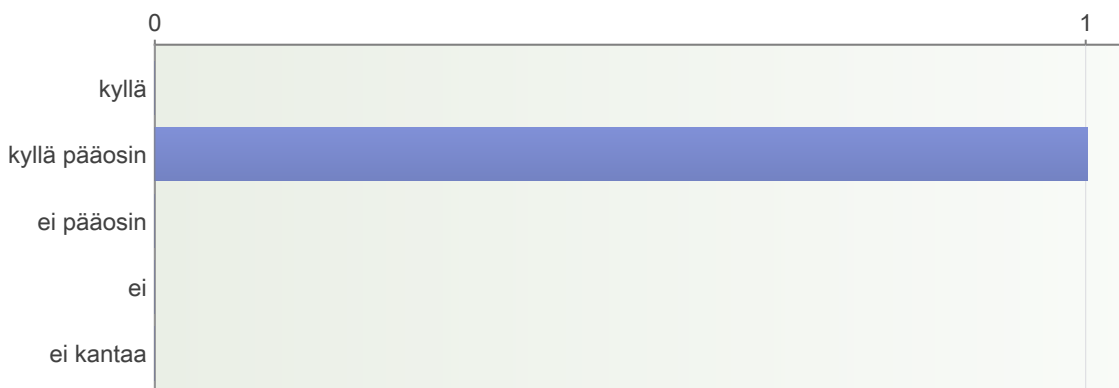 0 1
kyllä
kyllä pääosin
ei pääosin
ei
ei kantaa